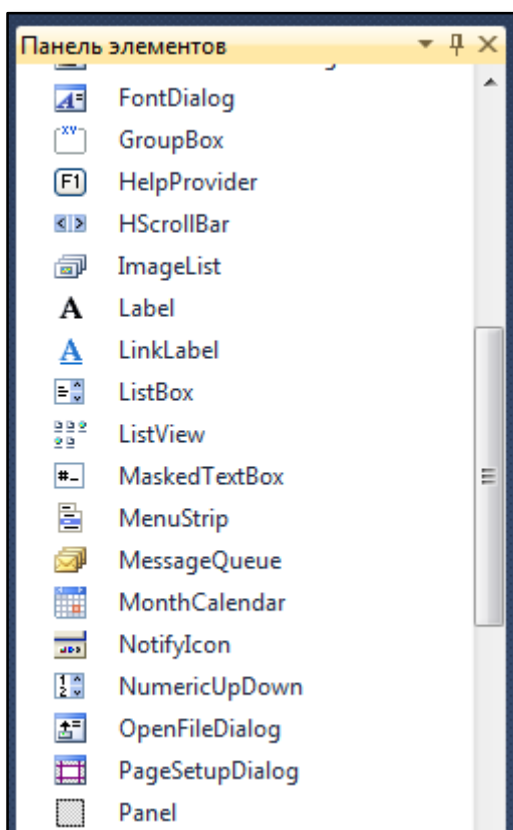 Панель элементов
FontDialog
GroupBox
HelpProvider
HScrollBar
ImageList
Label
LinkLabel
ListBox
ListView
MaskedTextBox
MenuStrip
MessageQueue
MonthCalendar
NotifyIcon
NumericUpDown
OpenFileDialog
PageSetupDialog
Panel